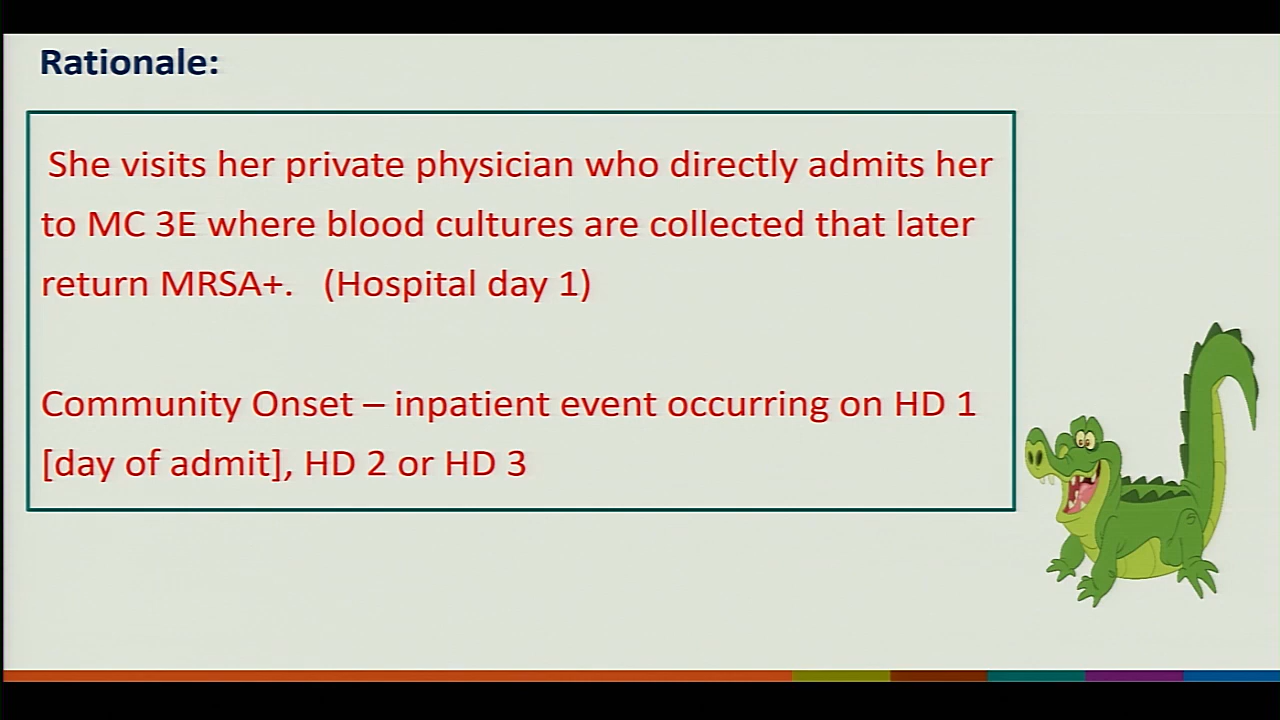 Rationale:
She visits her private physician who directly admits her
to MC 3E where blood cultures are collected that later
return MRSA+. (Hospital day 1)
Community Onset – inpatient event occurring on HD 1
[day of admit], HD 2 or HD 3